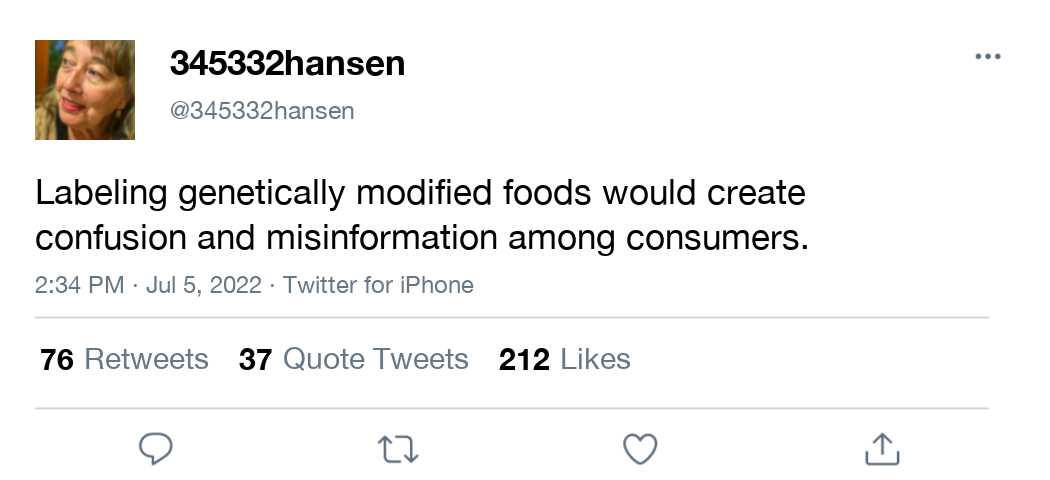 345332hansen
@345332hansen
Labeling genetically modified foods would create
confusion and misinformation among consumers.
2:34 PM · Jul 5, 2022 · Twitter for iPhone
76 Retweets 37 Quote Tweets 212 Likes